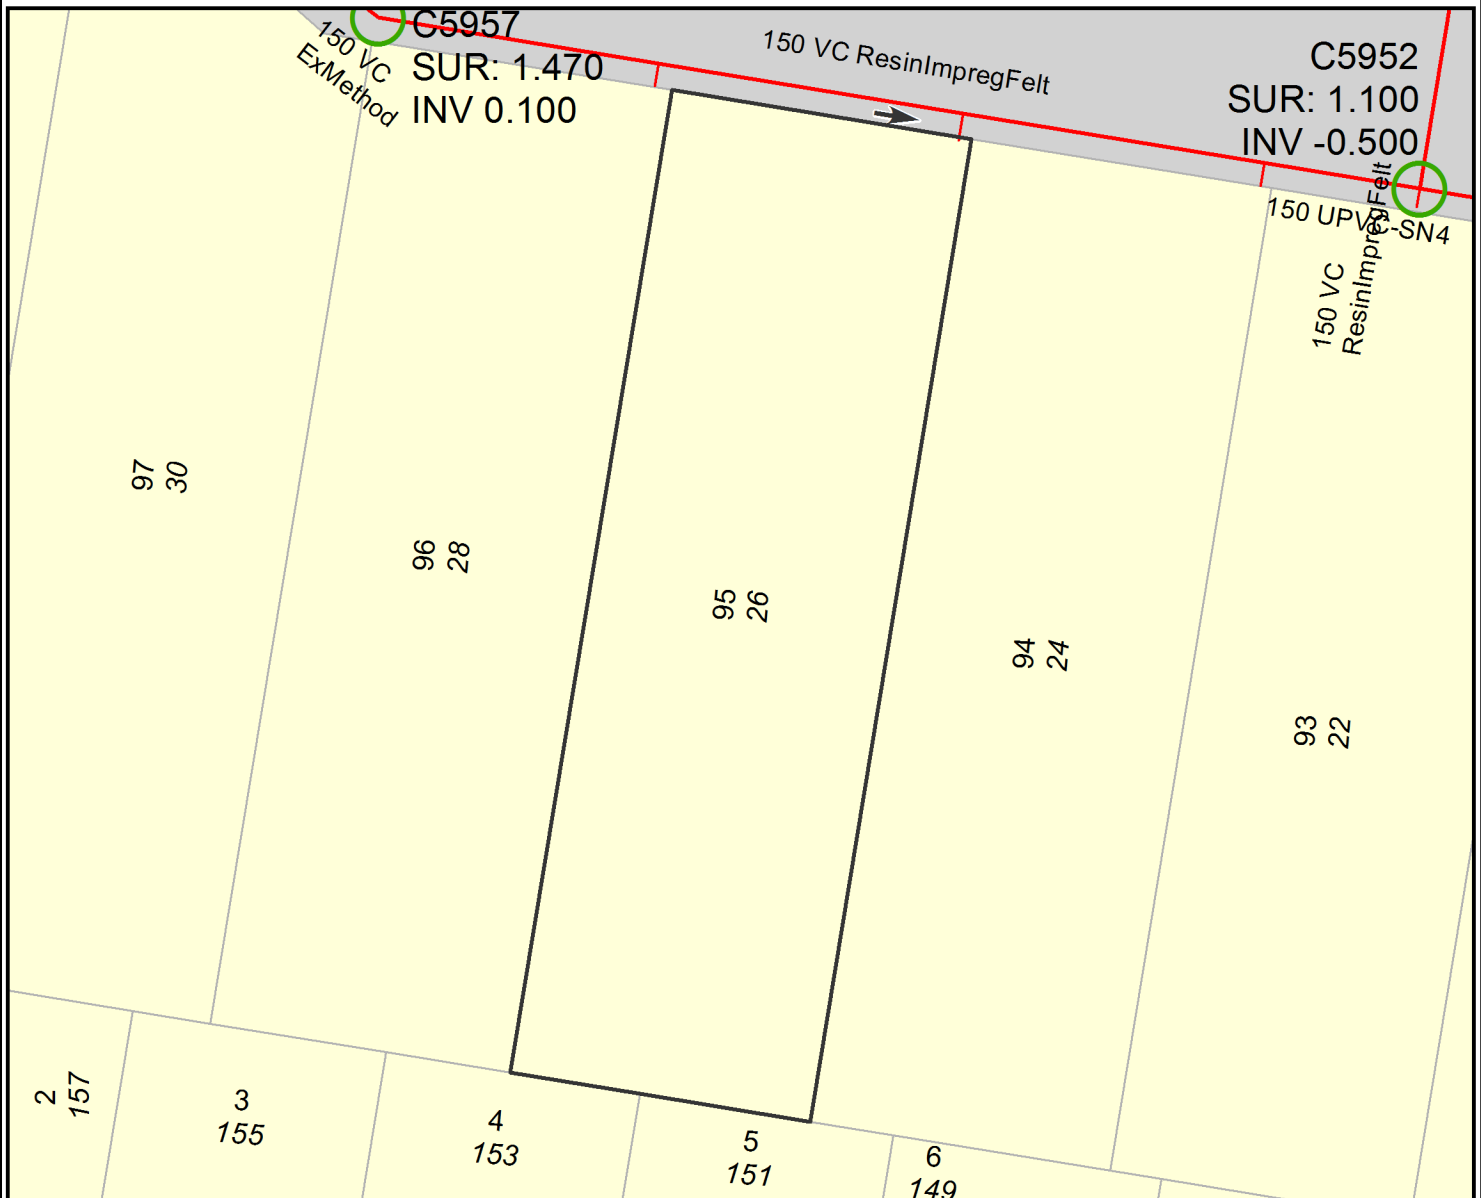 C5957
SUR: 1.470
INV 0.100
150 VC
ExMethod
150 VC ResinImpregFelt
C5952
SUR: 1.100
INV -0.500
150 UPVC-SN4
150 VC
ResinImpregFelt
97
30
96
28
95
26
94
24
93
22
2
157
3
155
4
153
5
151
6
149